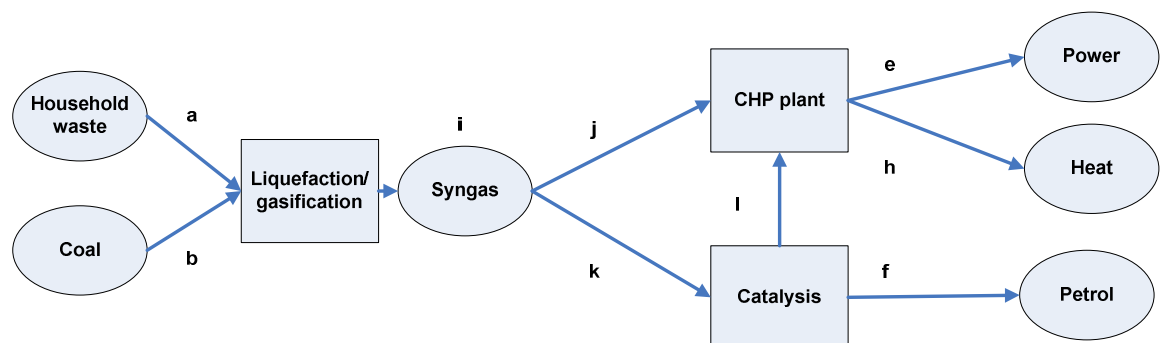 Household
waste
a
Coal
b
Liquefaction/
gasification
i
Syngas
j
k
CHP plant
l
Catalysis
e
Power
h
Heat
f
Petrol